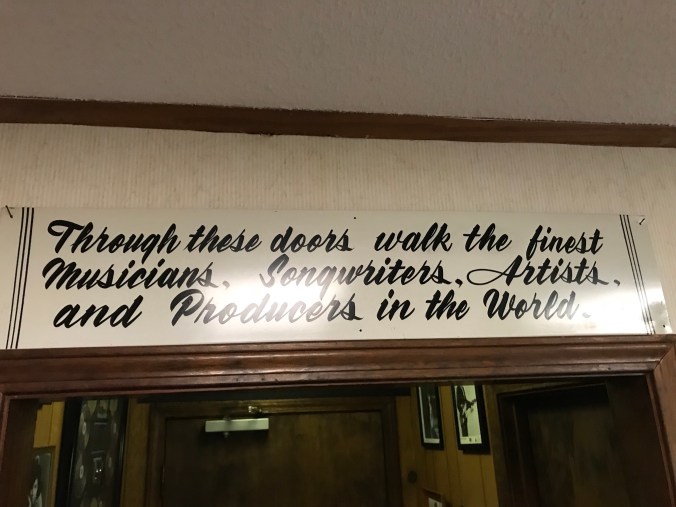 Through these doors walk the finest
Musicians, Songwriters, Artists,
and Producers in the World.